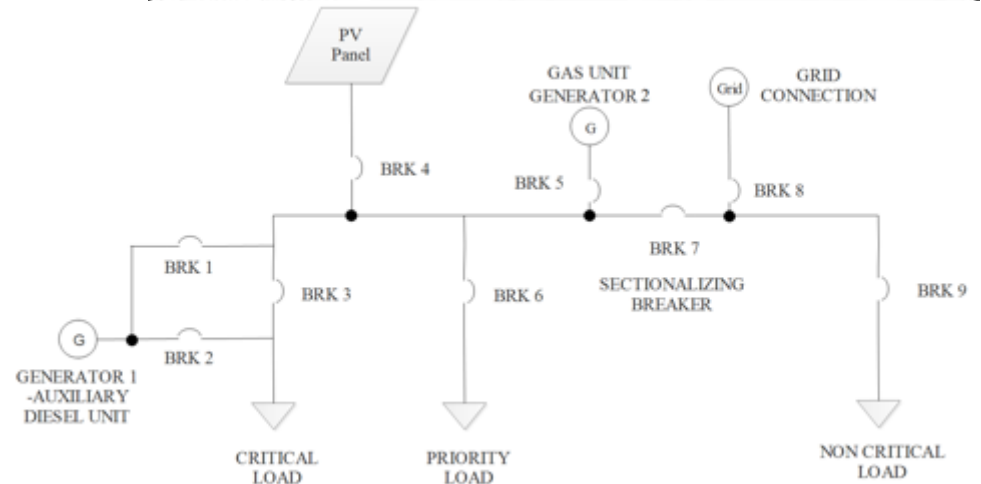 PV
Panel
GAS UNIT
GENERATOR 2
G
Grid
GRID
CONNECTION
BRK 4
BRK 5
BRK 8
BRK 1
BRK 3
BRK 6
BRK 7
SECTIONALIZING
BREAKER
BRK 9
G
BRK 2
GENERATOR 1
-AUXILIARY
DIESEL UNIT
CRITICAL
LOAD
PRIORITY
LOAD
NON CRITICAL
LOAD